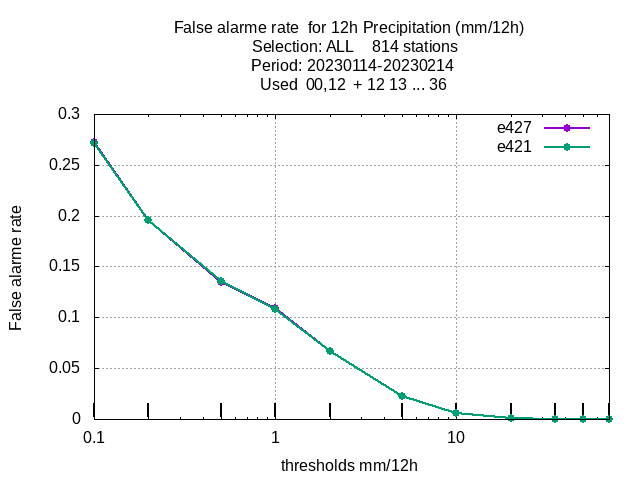 False alarme rate  for 12h Precipitation (mm/12h)
Selection: ALL    814 stations
Period: 20230114-20230214
Used  00,12  + 12 13 ... 36
0.3
e427
e421
0.25
0.2
0.15
0.1
0.05
0
False alarme rate
0.1 1 10
thresholds mm/12h